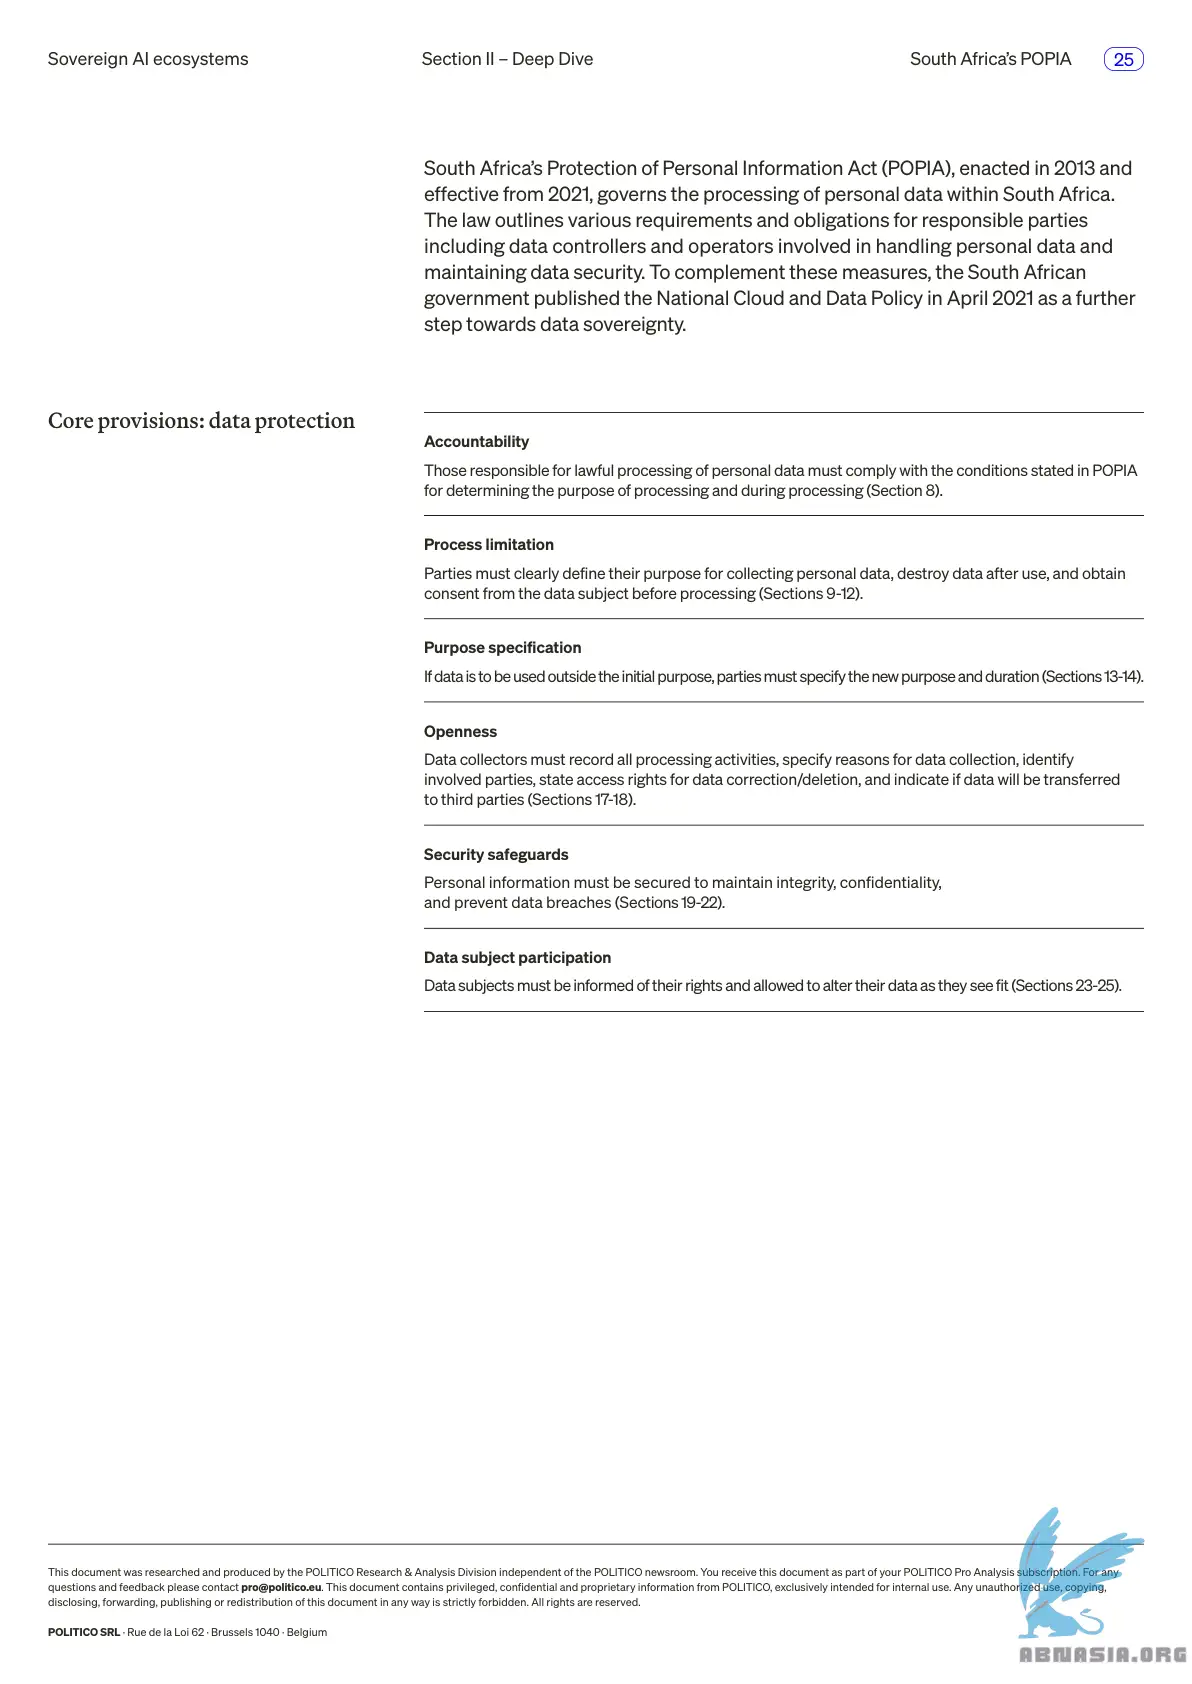 Sovereign AI ecosystems
Section II – Deep Dive
South Africa’s POPIA
25
South Africa’s Protection of Personal Information Act (POPIA), enacted in 2013 and
effective from 2021, governs the processing of personal data within South Africa.
The law outlines various requirements and obligations for responsible parties
including data controllers and operators involved in handling personal data and
maintaining data security. To complement these measures, the South African
government published the National Cloud and Data Policy in April 2021 as a further
step towards data sovereignty.
Core provisions: data protection
Accountability
Those responsible for lawful processing of personal data must comply with the conditions stated in POPIA
for determining the purpose of processing and during processing (Section 8).
Process limitation
Parties must clearly define their purpose for collecting personal data, destroy data after use, and obtain
consent from the data subject before processing (Sections 9-12).
Purpose specification
If data is to be used outside the initial purpose, parties must specify the new purpose and duration (Sections 13-14).
Openness
Data collectors must record all processing activities, specify reasons for data collection, identify
involved parties, state access rights for data correction/deletion, and indicate if data will be transferred
to third parties (Sections 17-18).
Security safeguards
Personal information must be secured to maintain integrity, confidentiality,
and prevent data breaches (Sections 19-22).
Data subject participation
Data subjects must be informed of their rights and allowed to alter their data as they see fit (Sections 23-25).
This document was researched and produced by the POLITICO Research & Analysis Division independent of the POLITICO newsroom. You receive this document as part of your POLITICO Pro Analysis subscription. For any
questions and feedback please contact pro@politico.eu. This document contains privileged, confidential and proprietary information from POLITICO, exclusively intended for internal use. Any unauthorized use, copying,
disclosing, forwarding, publishing or redistribution of this document in any way is strictly forbidden. All rights are reserved.
POLITICO SRL · Rue de la Loi 62 · Brussels 1040 · Belgium
ABNASIA.ORG